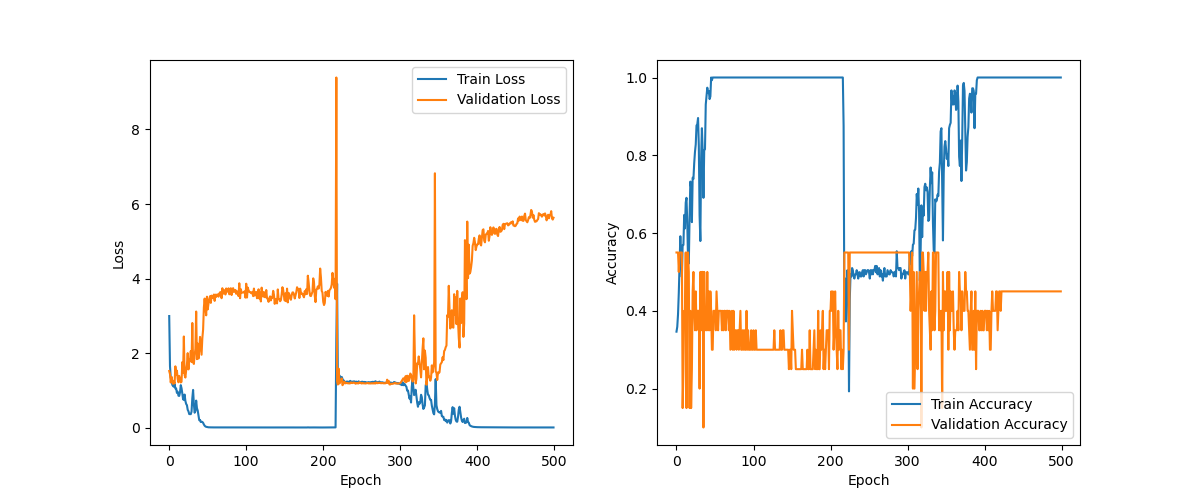 Train Loss
Validation Loss
Loss
8
6
4
2
0
0 100 200 300 400 500
Epoch
Accuracy
1.0
0.8
0.6
0.4
0.2
Train Accuracy
Validation Accuracy
0 100 200 300 400 500
Epoch